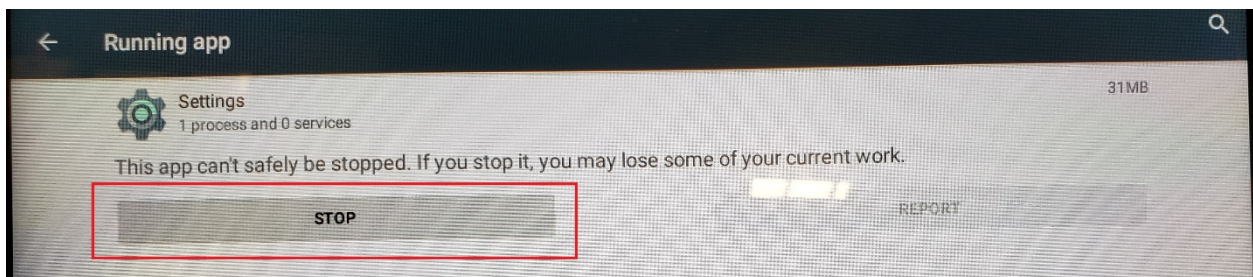 Running app
Settings
31MB
1 process and 0 services
This app can't safely be stopped. If you stop it, you may lose some of your current work.
STOP
REPORT